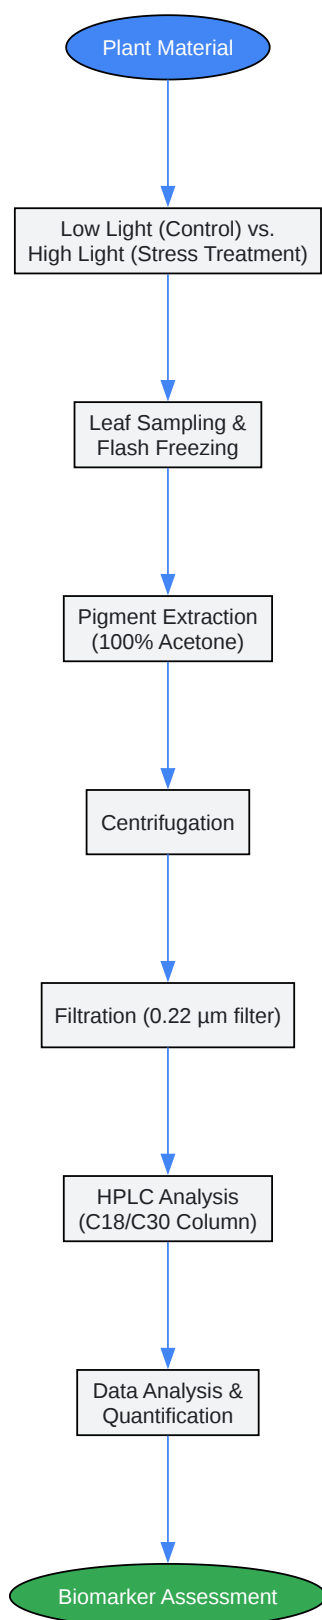 Plant Material
Low Light (Control) vs.
High Light (Stress Treatment)
Leaf Sampling &
Flash Freezing
Pigment Extraction
(100% Acetone)
Centrifugation
Filtration (0.22 µm filter)
HPLC Analysis
(C18/C30 Column)
Data Analysis &
Quantification
Biomarker Assessment